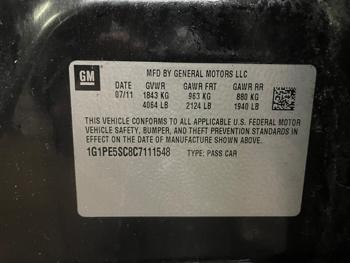 GM
MFD BY GENERAL MOTORS LLC
DATE GVWR GAWR FRT GAWR RR
07/11 1843 KG 963 KG 880 KG
4064 LB 2124 LB 1940 LB
THIS VEHICLE CONFORMS TO ALL APPLICABLE U.S. FEDERAL MOTOR
VEHICLE SAFETY, BUMPER, AND THEFT PREVENTION STANDARDS IN
EFFECT ON THE DATE OF MANUFACTURE SHOWN ABOVE.
1G1PE5SC8C7111548 TYPE: PASS CAR